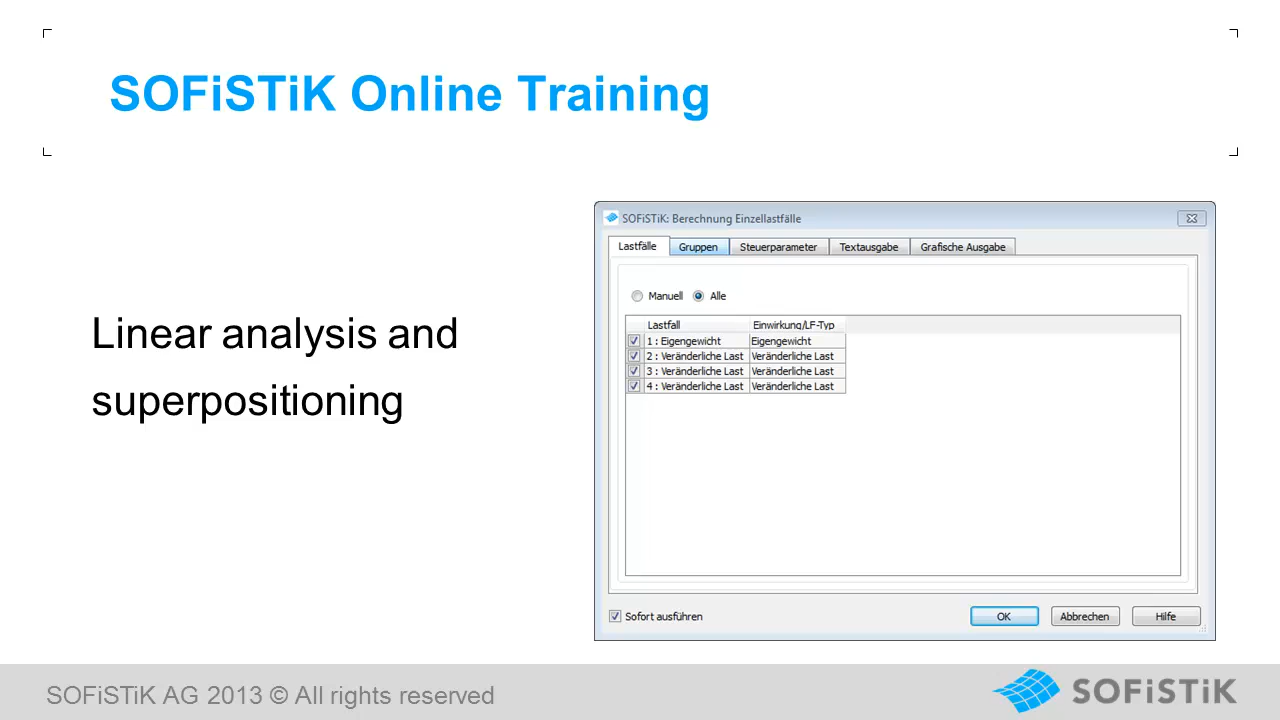 SOFiSTiK Online Training
Linear analysis and
superpositioning
SOFiSTiK: Berechnung Einzellastfälle
Lastfälle Gruppen Steuerparameter Textausgabe Grafische Ausgabe
Manuell Alle
Lastfall Einwirkung/LF-Typ
1 : Eigengewicht Eigengewicht
2 : Veränderliche Last Veränderliche Last
3 : Veränderliche Last Veränderliche Last
4 : Veränderliche Last Veränderliche Last
Sofort ausführen OK Abbrechen Hilfe
SOFiSTiK AG 2013 © All rights reserved
SOFiSTiK